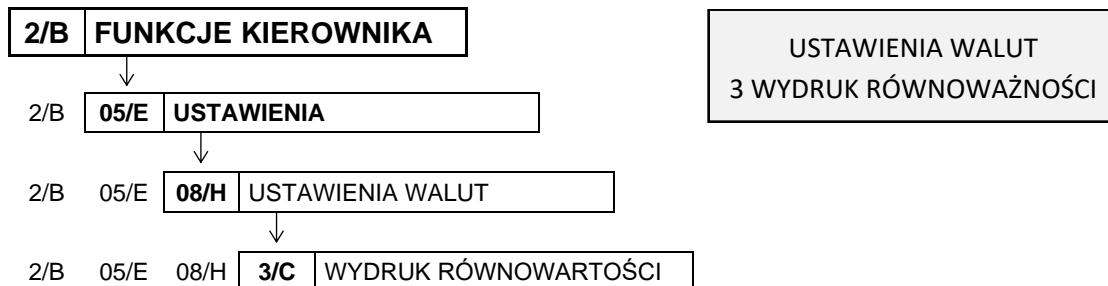 2/B FUNKCJE KIEROWNIKA
USTAWIENIA WALUT
3 WYDRUK RÓWNOWAŻNOŚCI
2/B 05/E USTAWIENIA
2/B 05/E 08/H USTAWIENIA WALUT
2/B 05/E 08/H 3/C WYDRUK RÓWNOWARTOŚCI